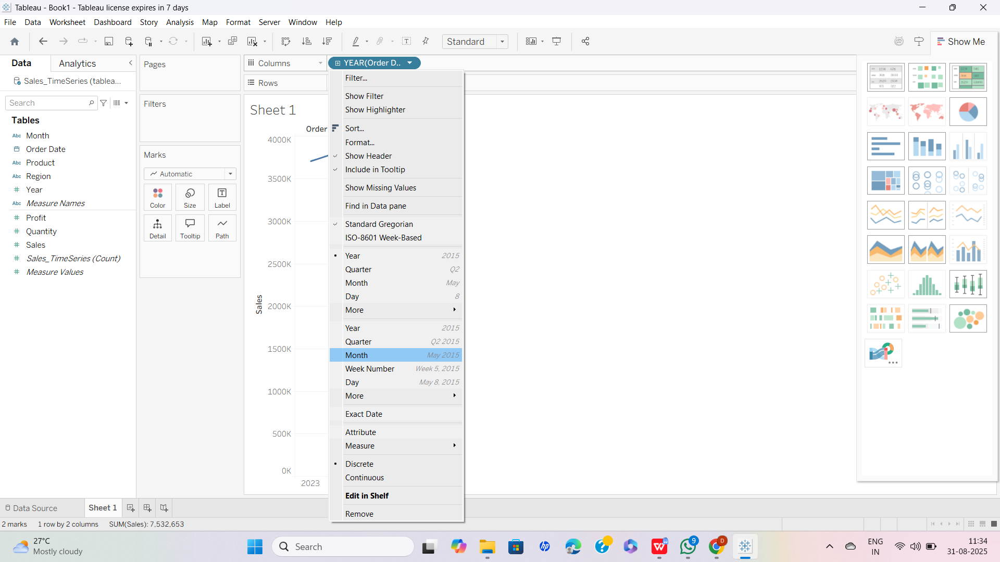 Tableau - Book1 - Tableau license expires in 7 days
File Data Worksheet Dashboard Story Analysis Map Format Server Window Help
Standard
Show Me
Data
Analytics
Sales_TimeSeries (tablea...
Search
Tables
Abc Month
Order Date
Abc Product
Abc Region
# Year
Abc Measure Names
# Profit
# Quantity
# Sales
# Sales_TimeSeries (Count)
# Measure Values
Pages
Filters
Marks
Automatic
Color
Size
Label
Detail
Tooltip
Path
Columns
YEAR(Order D..
Rows
Sheet 1
Order
Sales
4000K
3500K
3000K
2500K
2000K
1500K
1000K
500K
0K
2023
Filter...
Show Filter
Show Highlighter
Sort...
Format...
Show Header
Include in Tooltip
Show Missing Values
Find in Data pane
Standard Gregorian
ISO-8601 Week-Based
Year 2015
Quarter Q2
Month May
Day 8
More
Year 2015
Quarter Q2 2015
Month May 2015
Week Number Week 5, 2015
Day May 8, 2015
More
Exact Date
Attribute
Measure
Discrete
Continuous
Edit in Shelf
Remove
Data Source
Sheet 1
2 marks 1 row by 2 columns SUM(Sales): 7,532,653
27°C
Mostly cloudy
Search
hp
9
D
ENG
IN
11:34
31-08-2025